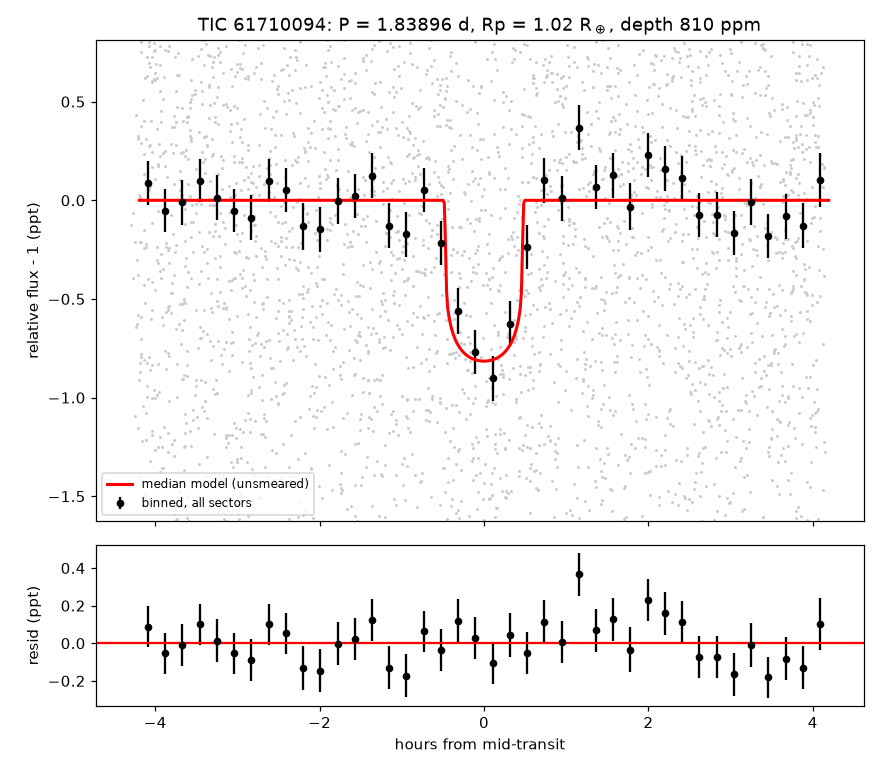 TIC 61710094: P = 1.83896 d, Rp = 1.02 R⊕, depth 810 ppm
relative flux - 1 (ppt)
0.5
0.0
−0.5
−1.0
−1.5
median model (unsmeared)
binned, all sectors
resid (ppt)
0.4
0.2
0.0
−0.2
−4
−2
0
2
4
hours from mid-transit